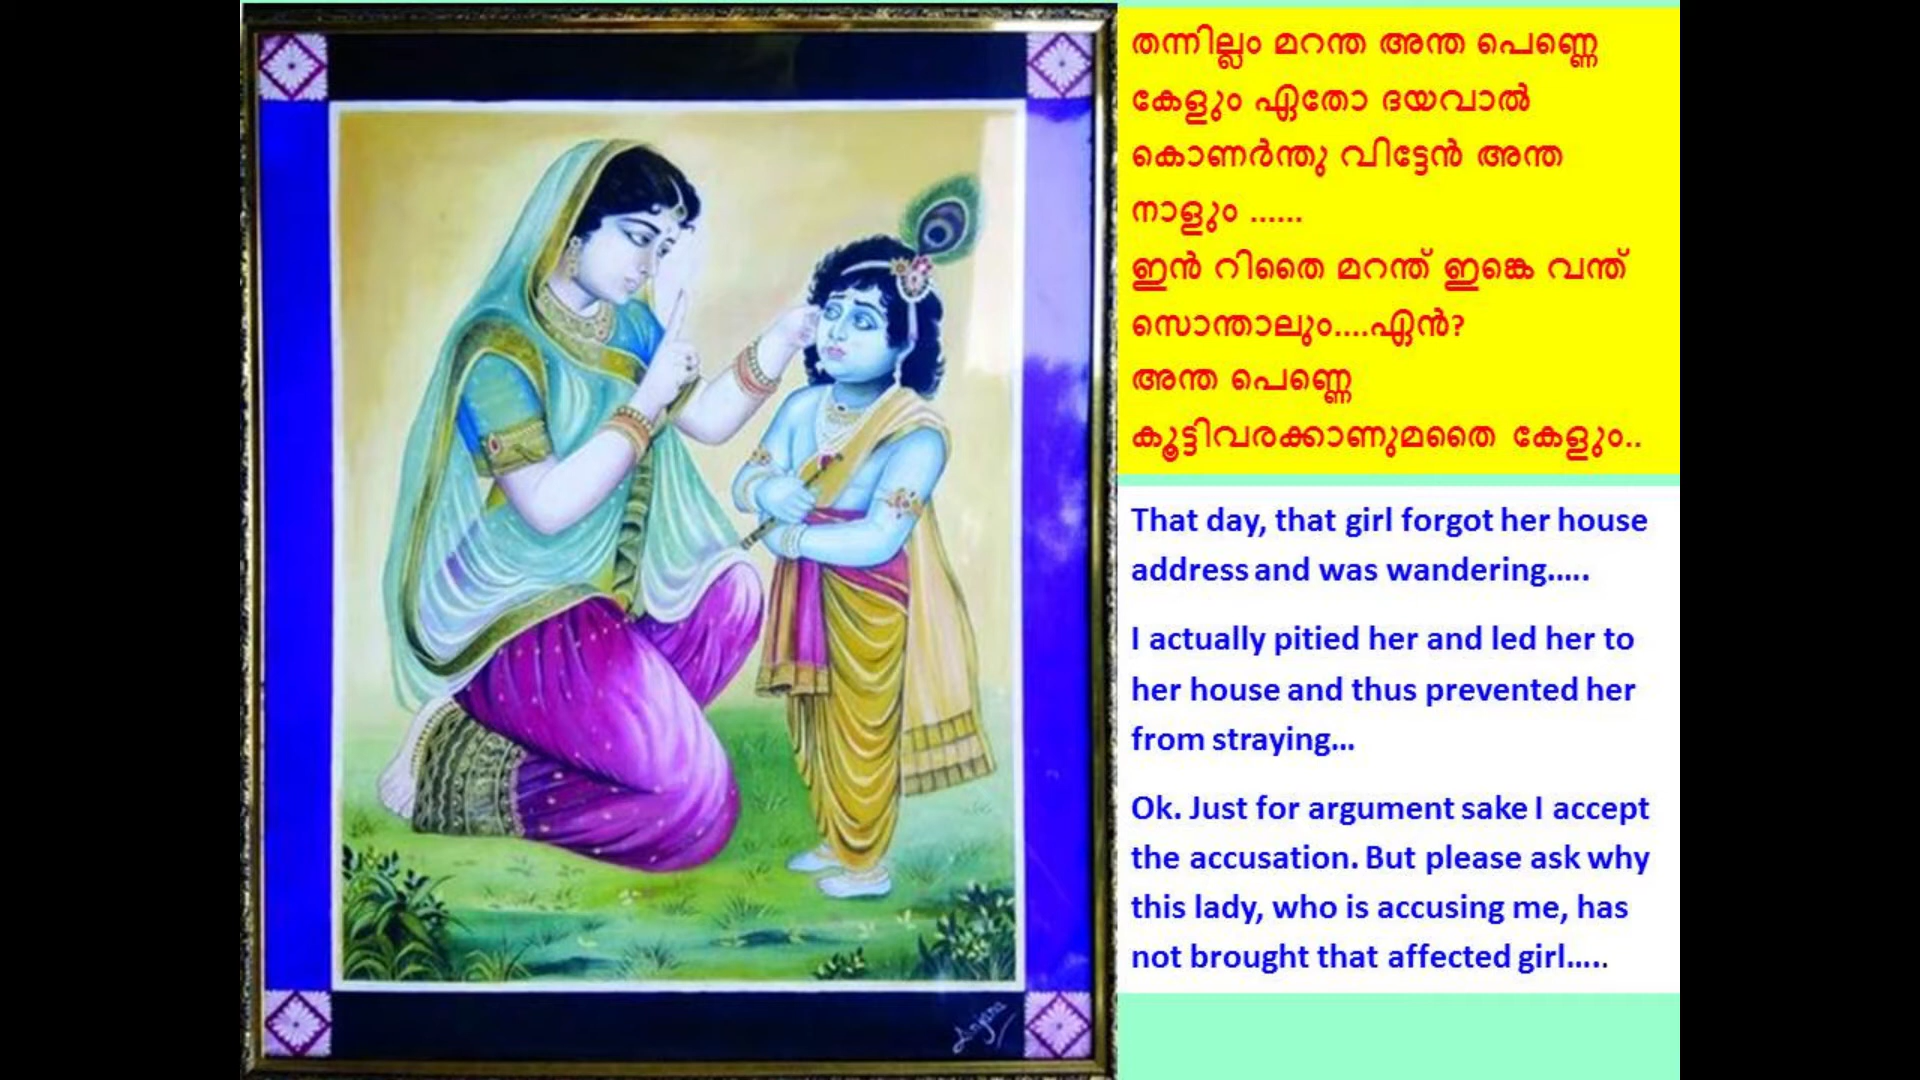 തന്നില്ലം മറന്ത അന്ത പെണ്ണെ
കേളും ഏതോ ദയവാൽ
കൊണർന്തു വിട്ടേൻ അന്ത
നാളും ......
ഇൻ റിതൈ മറന്ത് ഇങ്കെ വന്ത്
സൊന്താലും....ഏൻ?
അന്ത പെണ്ണെ
കൂട്ടിവരക്കാണുമതൈ കേളും..
That day, that girl forgot her house
address and was wandering.....
I actually pitied her and led her to
her house and thus prevented her
from straying...
Ok. Just for argument sake I accept
the accusation. But please ask why
this lady, who is accusing me, has
not brought that affected girl.....
Anjana